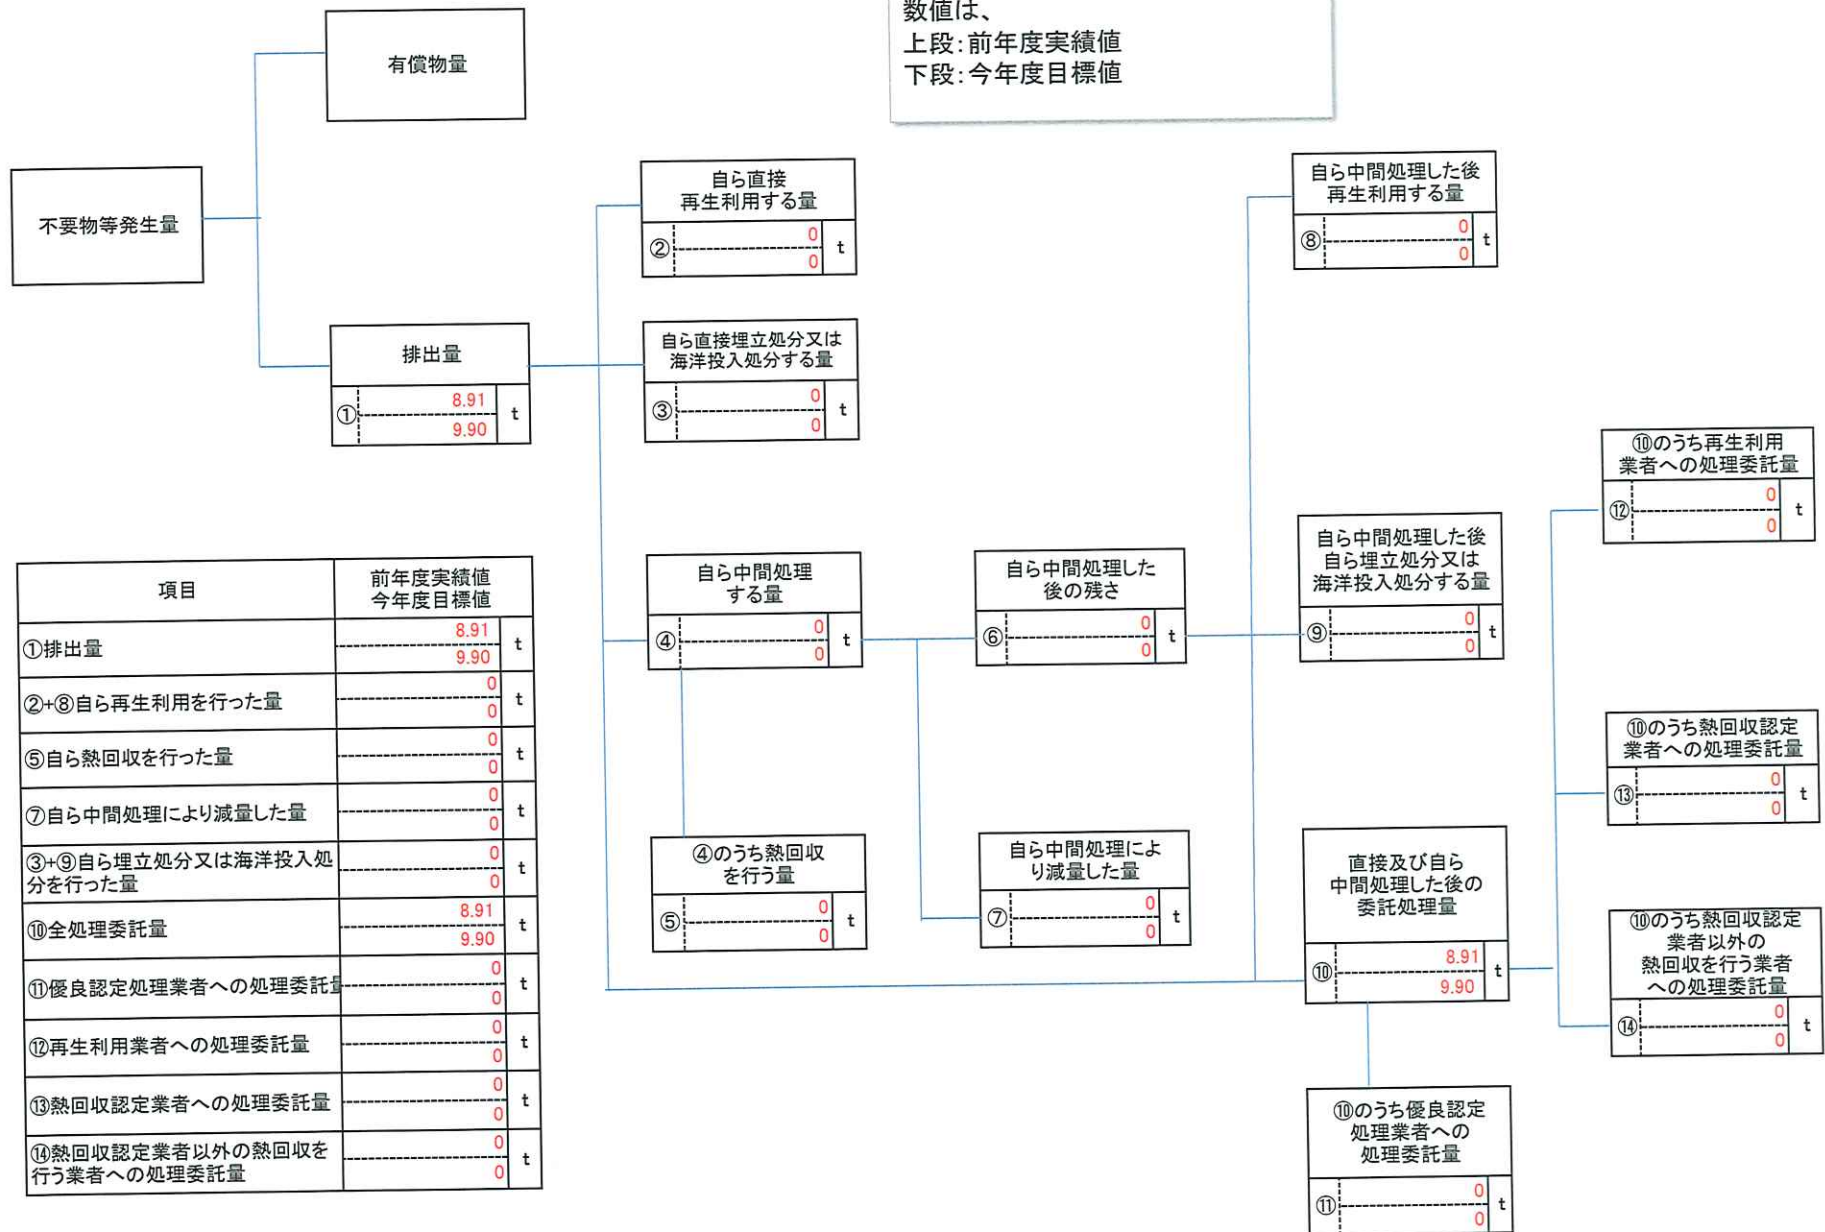 数値は、
上段：前年度実績値
下段：今年度目標値
有償物量
不要物等発生量
排出量
①
8.91
9.90
t
自ら直接
再生利用する量
②
0
0
t
自ら直接埋立処分又は
海洋投入処分する量
③
0
0
t
自ら中間処理
する量
④
0
0
t
④のうち熱回収
を行う量
⑤
0
0
t
自ら中間処理した
後の残さ
⑥
0
0
t
自ら中間処理によ
り減量した量
⑦
0
0
t
自ら中間処理した後
再生利用する量
⑧
0
0
t
自ら中間処理した後
自ら埋立処分又は
海洋投入処分する量
⑨
0
0
t
直接及び自ら
中間処理した後の
委託処理量
⑩
8.91
9.90
t
⑩のうち優良認定
処理業者への
処理委託量
⑪
0
0
t
⑩のうち再生利用
業者への処理委託量
⑫
0
0
t
⑩のうち熱回収認定
業者への処理委託量
⑬
0
0
t
⑩のうち熱回収認定
業者以外の
熱回収を行う業者
への処理委託量
⑭
0
0
t
項目
前年度実績値
今年度目標値
①排出量
8.91
9.90
t
②+⑧自ら再生利用を行った量
0
0
t
⑤自ら熱回収を行った量
0
0
t
⑦自ら中間処理により減量した量
0
0
t
③+⑨自ら埋立処分又は海洋投入処
分を行った量
0
0
t
⑩全処理委託量
8.91
9.90
t
⑪優良認定処理業者への処理委託量
0
0
t
⑫再生利用業者への処理委託量
0
0
t
⑬熱回収認定業者への処理委託量
0
0
t
⑭熱回収認定業者以外の熱回収を
行う業者への処理委託量
0
0
t